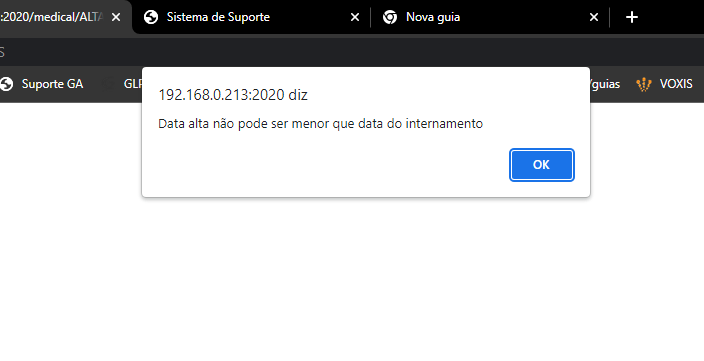 :2020/medical/ALTA
Sistema de Suporte
Nova guia
S
Suporte GA
GLP
/guias
VOXIS
192.168.0.213:2020 diz
Data alta não pode ser menor que data do internamento
OK